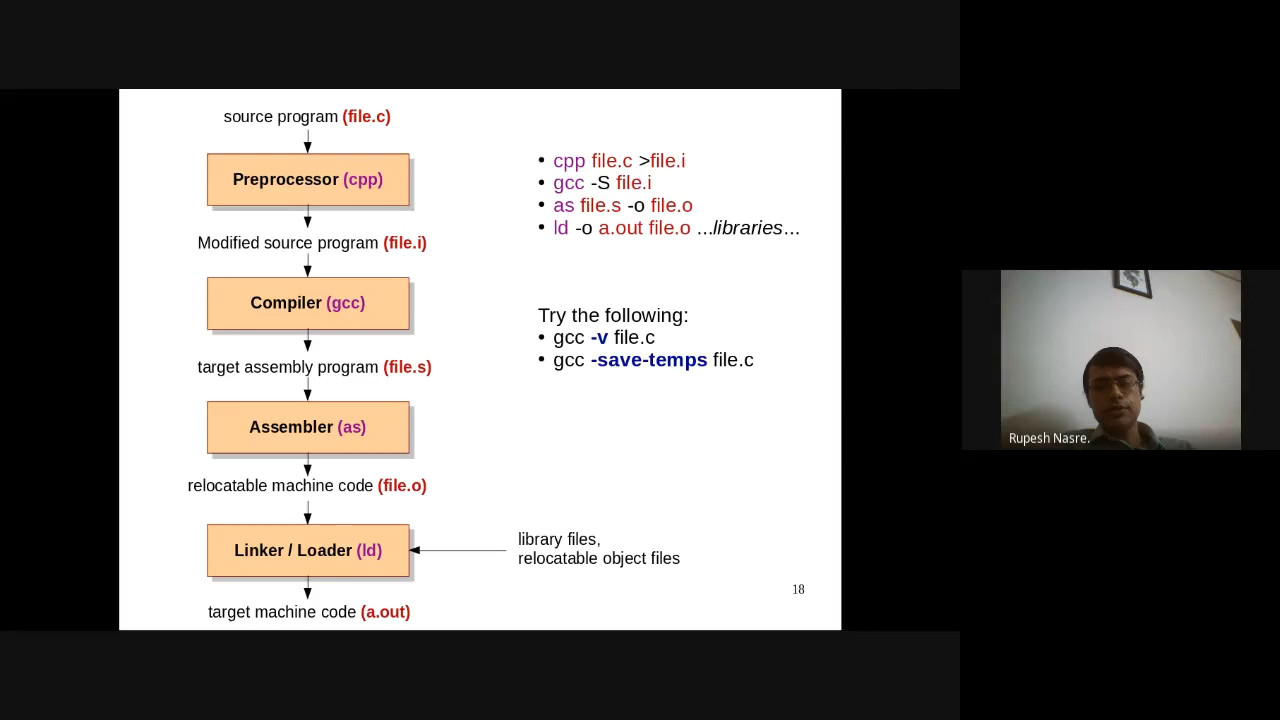 source program (file.c)
Preprocessor (cpp)
Modified source program (file.i)
Compiler (gcc)
target assembly program (file.s)
Assembler (as)
relocatable machine code (file.o)
Linker / Loader (ld)
target machine code (a.out)
library files,
relocatable object files
• cpp file.c >file.i
• gcc -S file.i
• as file.s -o file.o
• ld -o a.out file.o ...libraries...
Try the following:
• gcc -v file.c
• gcc -save-temps file.c
18
Rupesh Nasre.